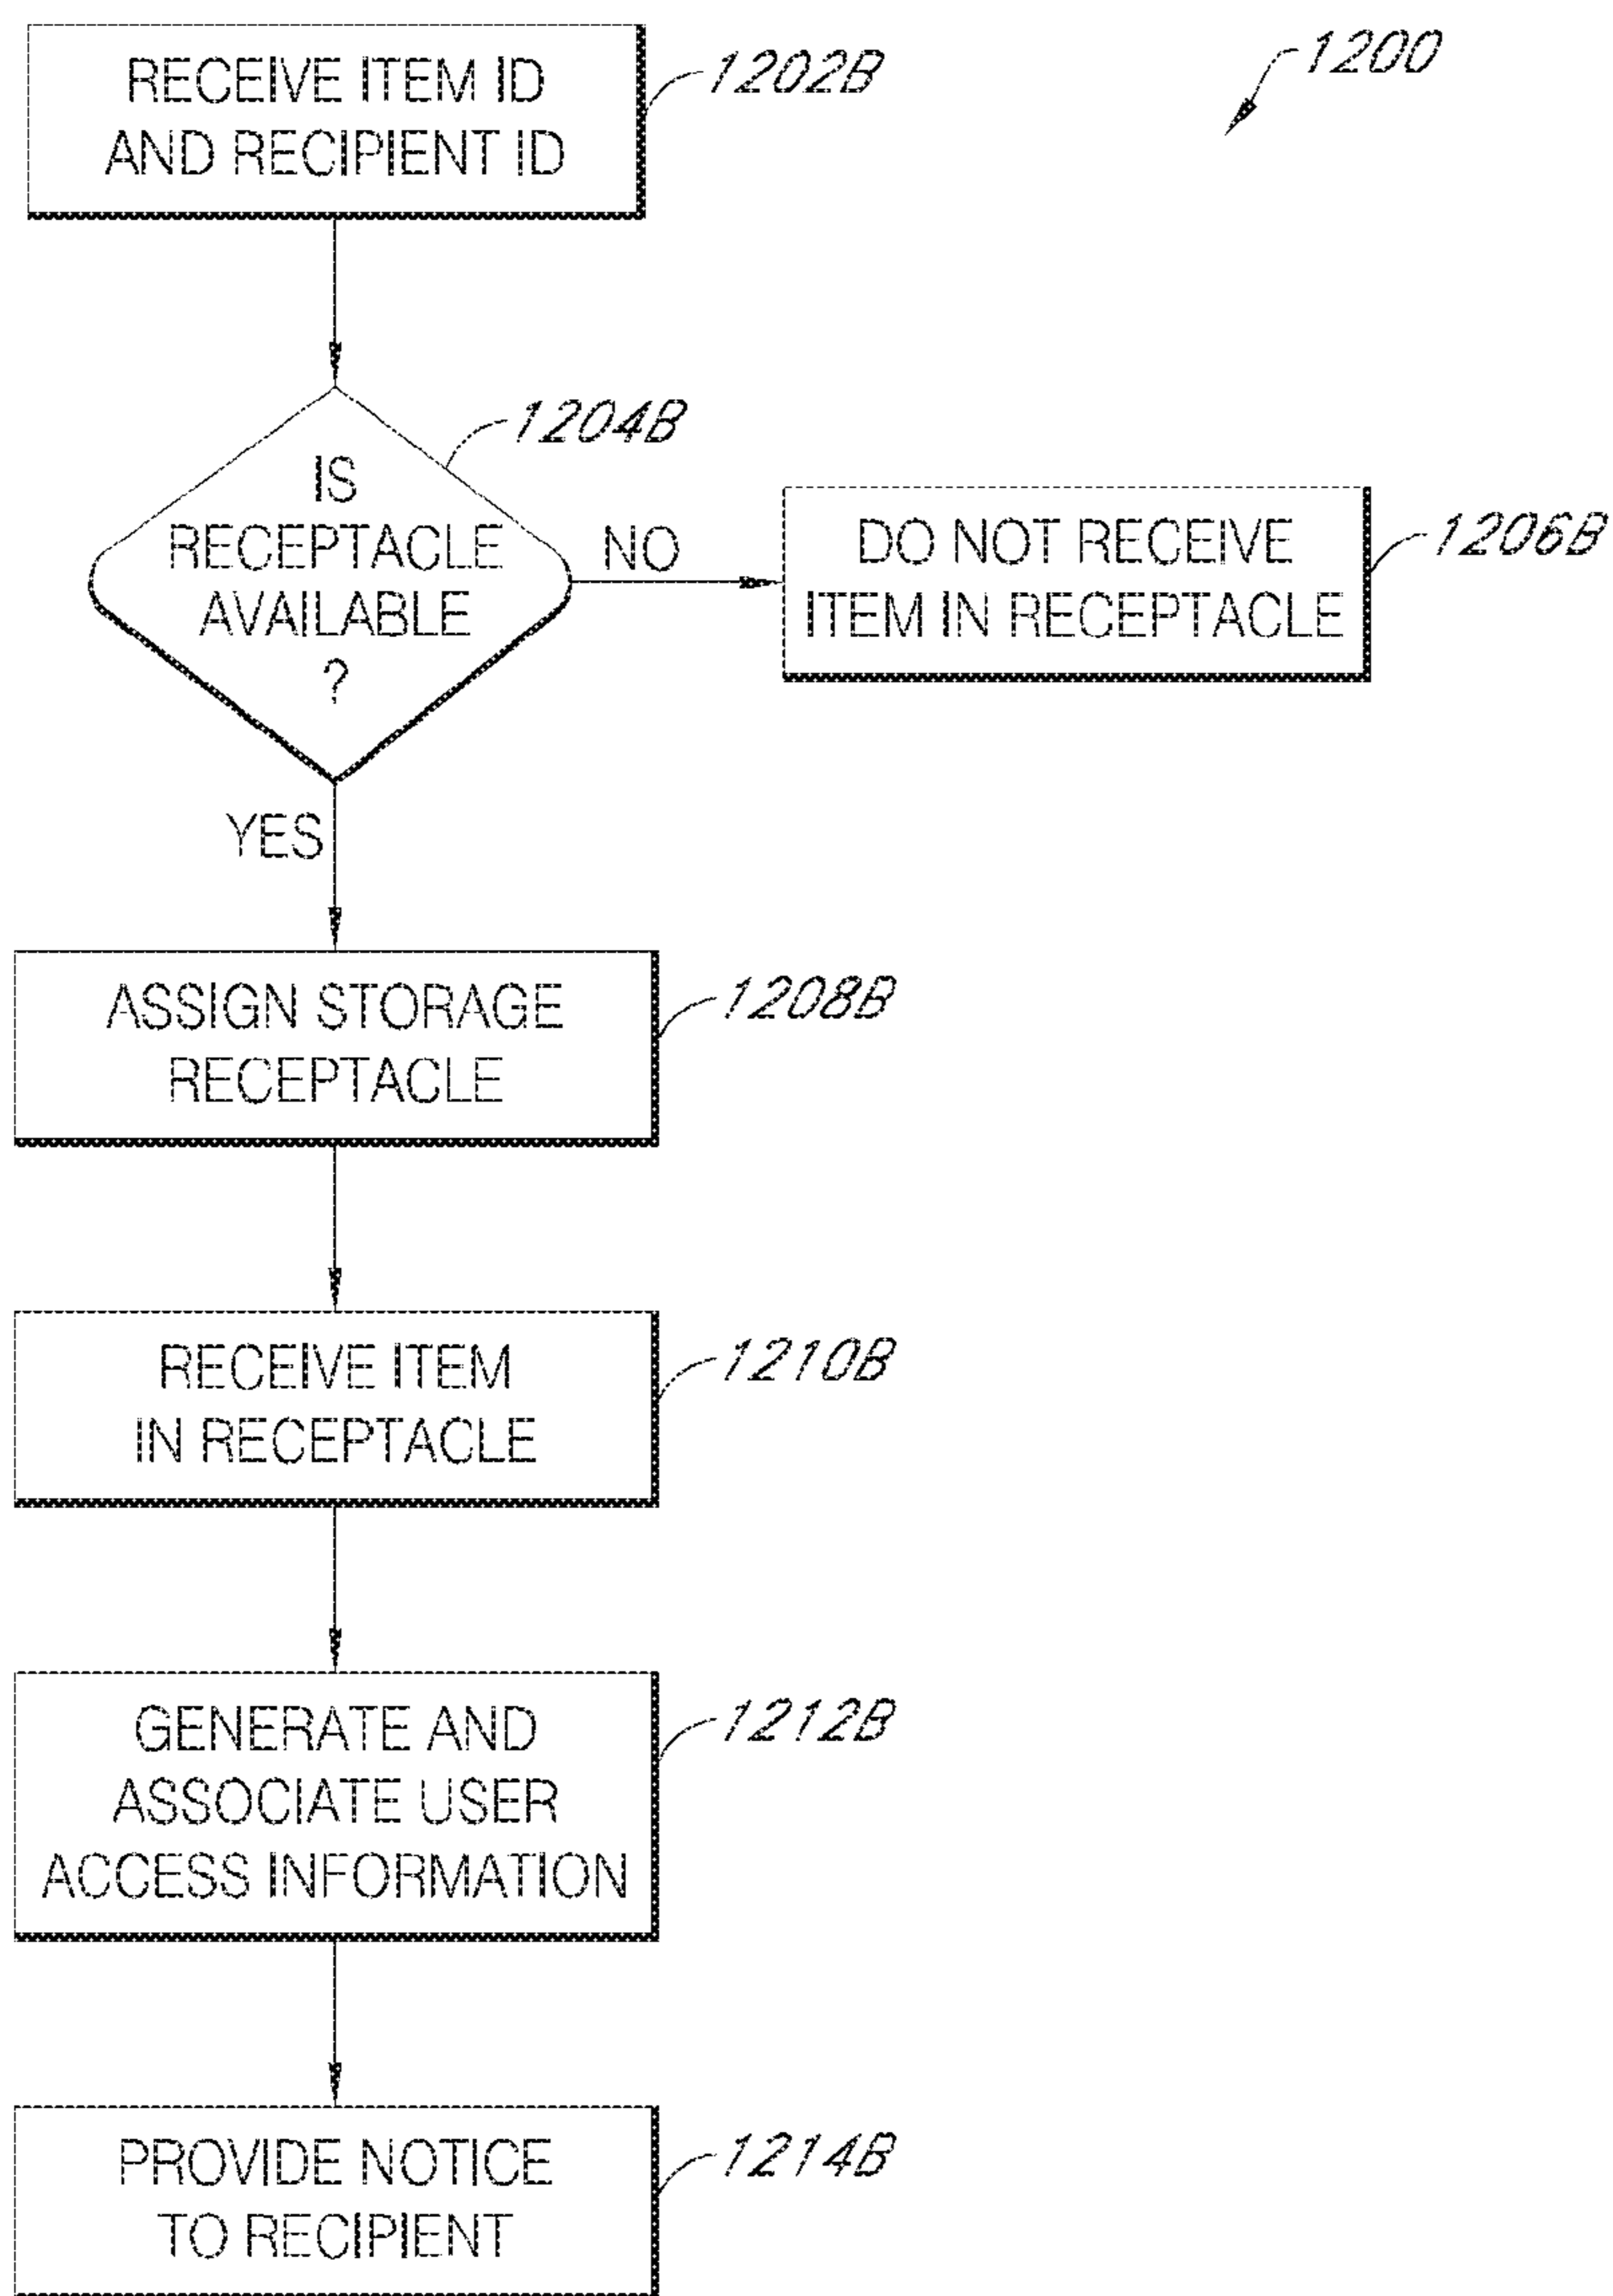 RECEIVE ITEM ID
AND RECIPIENT ID
1202B
1200
IS
RECEPTACLE
AVAILABLE
?
1204B
NO
DO NOT RECEIVE
ITEM IN RECEPTACLE
1206B
YES
ASSIGN STORAGE
RECEPTACLE
1208B
RECEIVE ITEM
IN RECEPTACLE
1210B
GENERATE AND
ASSOCIATE USER
ACCESS INFORMATION
1212B
PROVIDE NOTICE
TO RECIPIENT
1214B